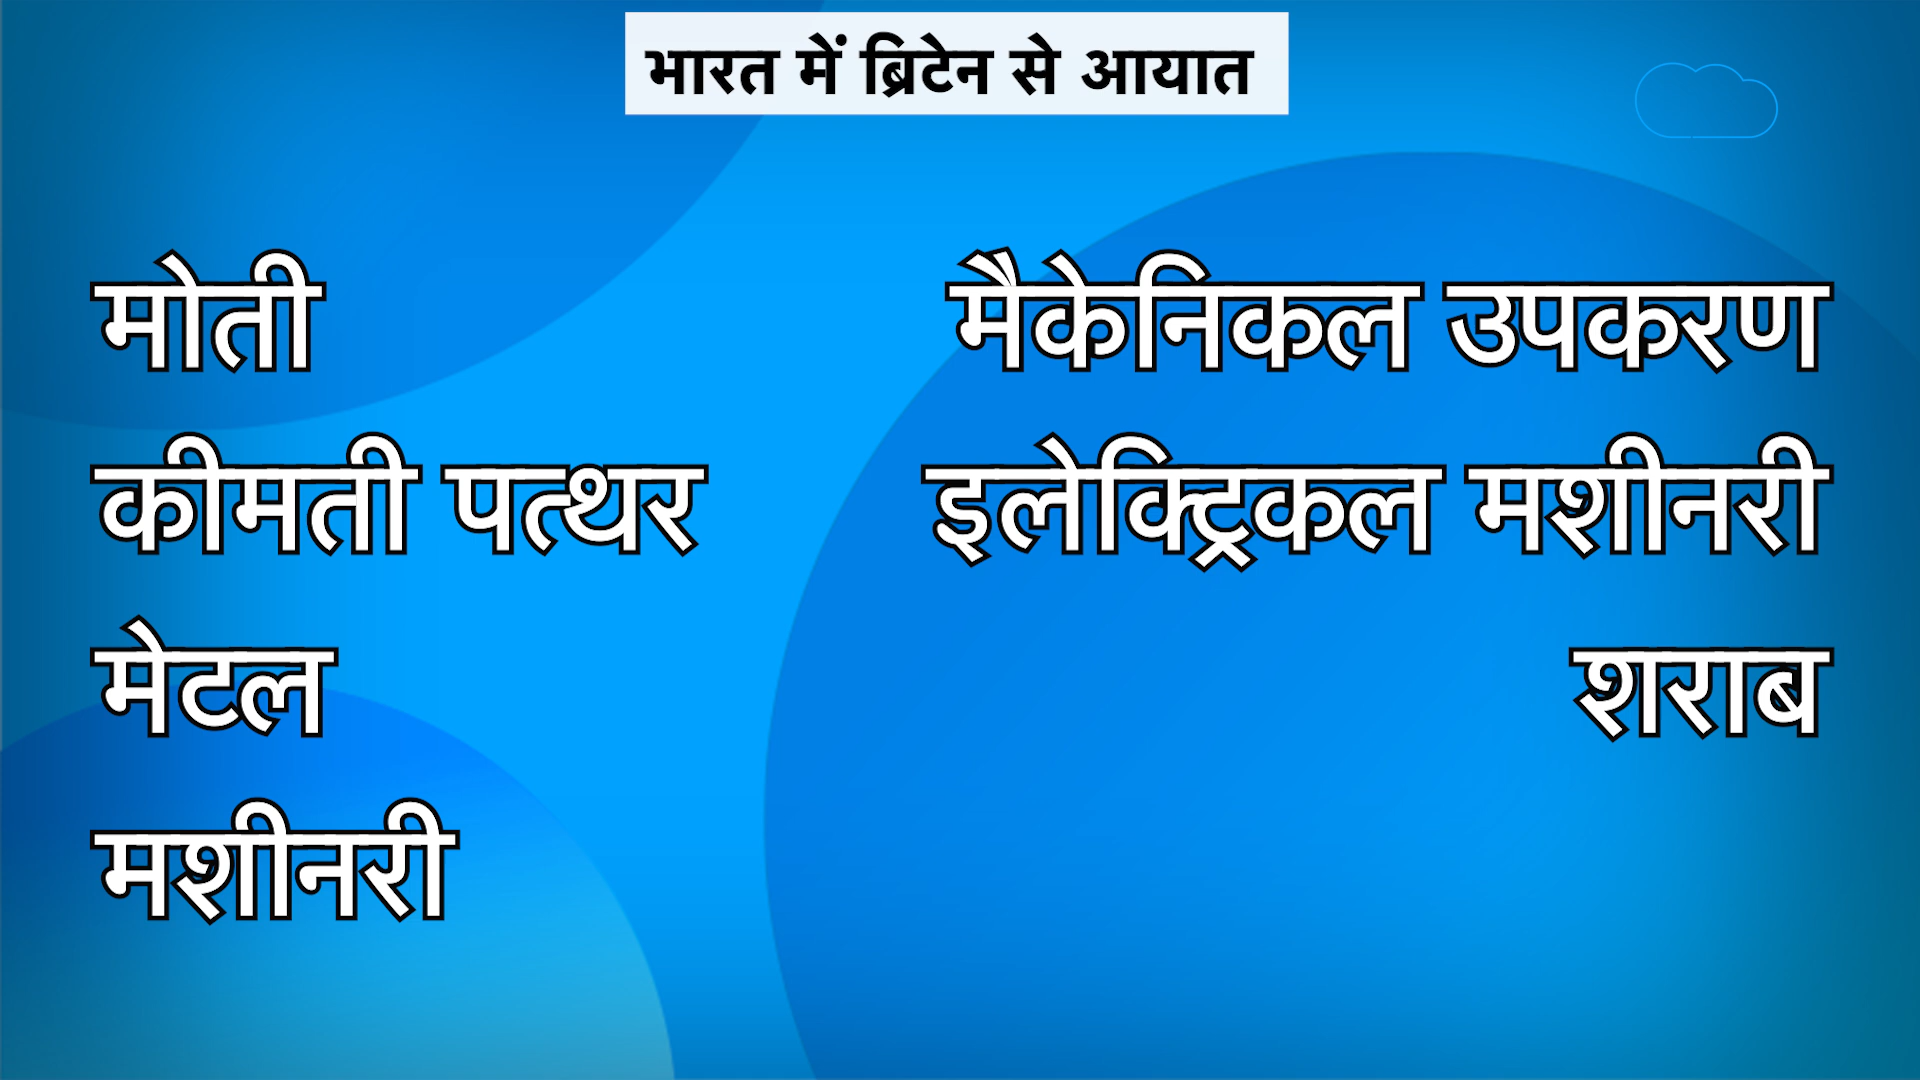 भारत में ब्रिटेन से आयात
मोती
कीमती पत्थर
मेटल
मशीनरी
मैकेनिकल उपकरण
इलेक्ट्रिकल मशीनरी
शराब